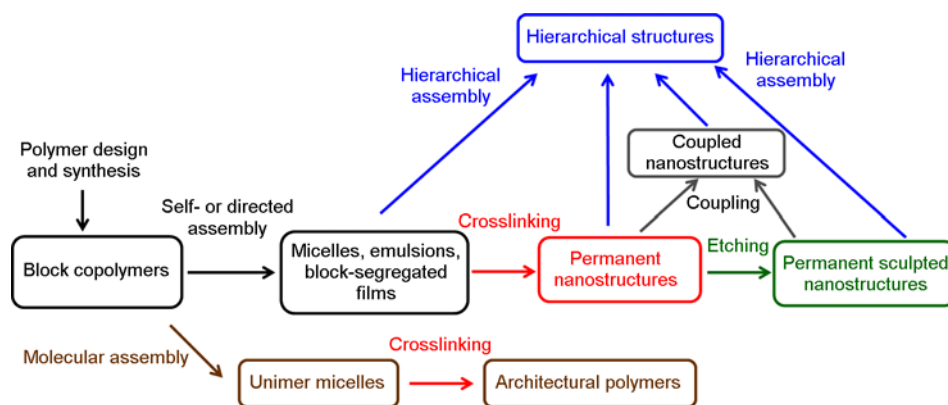 Hierarchical structures
Hierarchical
assembly
Hierarchical
assembly
Polymer design
and synthesis
Coupled
nanostructures
Self- or directed
assembly
Coupling
Crosslinking
Etching
Block copolymers
Micelles, emulsions,
block-segregated
films
Permanent
nanostructures
Permanent sculpted
nanostructures
Molecular assembly
Crosslinking
Unimer micelles
Architectural polymers